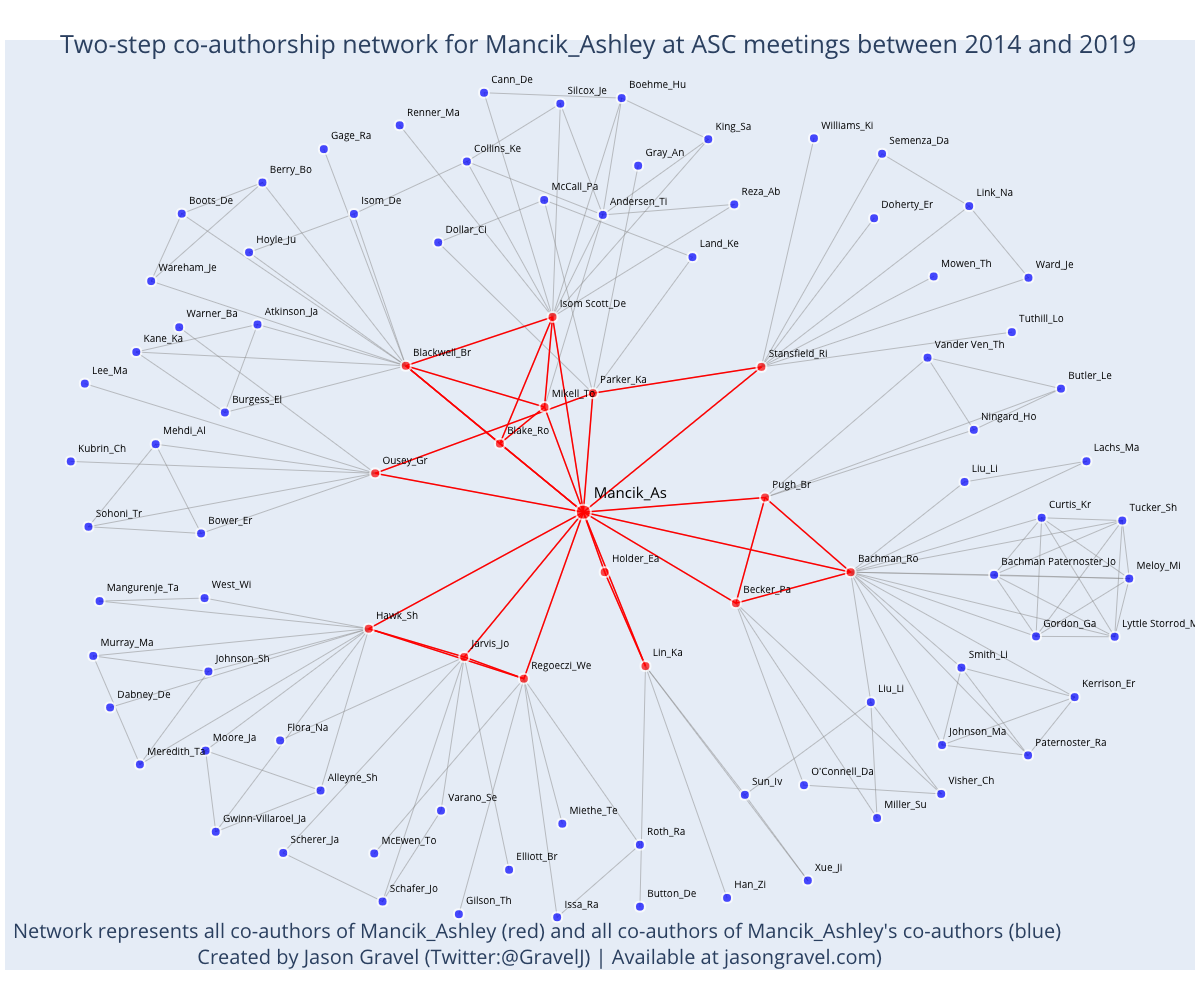 Two-step co-authorship network for Mancik_Ashley at ASC meetings between 2014 and 2019
Cann_De
Boehme_Hu
Silcox_Je
Renner_Ma
King_Sa
Williams_Ki
Gage_Ra
Semenza_Da
Collins_Ke
Gray_An
Berry_Bo
McCall_Pa
Reza_Ab
Link_Na
Boots_De
Isom_De
Andersen_Ti
Doherty_Er
Dollar_Ci
Hoyle_Ju
Land_Ke
Wareham_Je
Mowen_Th
Ward_Je
Isom Scott_De
Warner_Ba
Atkinson_Ja
Tuthill_Lo
Kane_Ka
Blackwell_Br
Stansfield_Ri
Vander Ven_Th
Lee_Ma
Parker_Ka
Butler_Le
Burgess_El
Mikell_To
Ningard_Ho
Mehdi_Al
Blake_Ro
Kubrin_Ch
Ousey_Gr
Lachs_Ma
Liu_Li
Pugh_Br
Mancik_As
Curtis_Kr
Tucker_Sh
Sohoni_Tr
Bower_Er
Holder_Ea
Bachman_Ro
Bachman Paternoster_Jo
Meloy_Mi
Mangurenje_Ta
West_Wi
Becker_Pa
Hawk_Sh
Gordon_Ga
Lyttle Storrod_M
Murray_Ma
Johnson_Sh
Jarvis_Jo
Regoeczi_We
Lin_Ka
Smith_Li
Dabney_De
Liu_Li
Kerrison_Er
Flora_Na
Meredith_Ta
Moore_Ja
Johnson_Ma
Paternoster_Ra
Alleyne_Sh
Sun_Iv
O'Connell_Da
Visher_Ch
Varano_Se
Miethe_Te
Miller_Su
Gwinn-Villaroel_Ja
Scherer_Ja
McEwen_To
Roth_Ra
Elliott_Br
Xue_Ji
Schafer_Jo
Gilson_Th
Issa_Ra
Button_De
Han_Zi
Network represents all co-authors of Mancik_Ashley (red) and all co-authors of Mancik_Ashley's co-authors (blue)
Created by Jason Gravel (Twitter:@GravelJ) | Available at jasongravel.com)